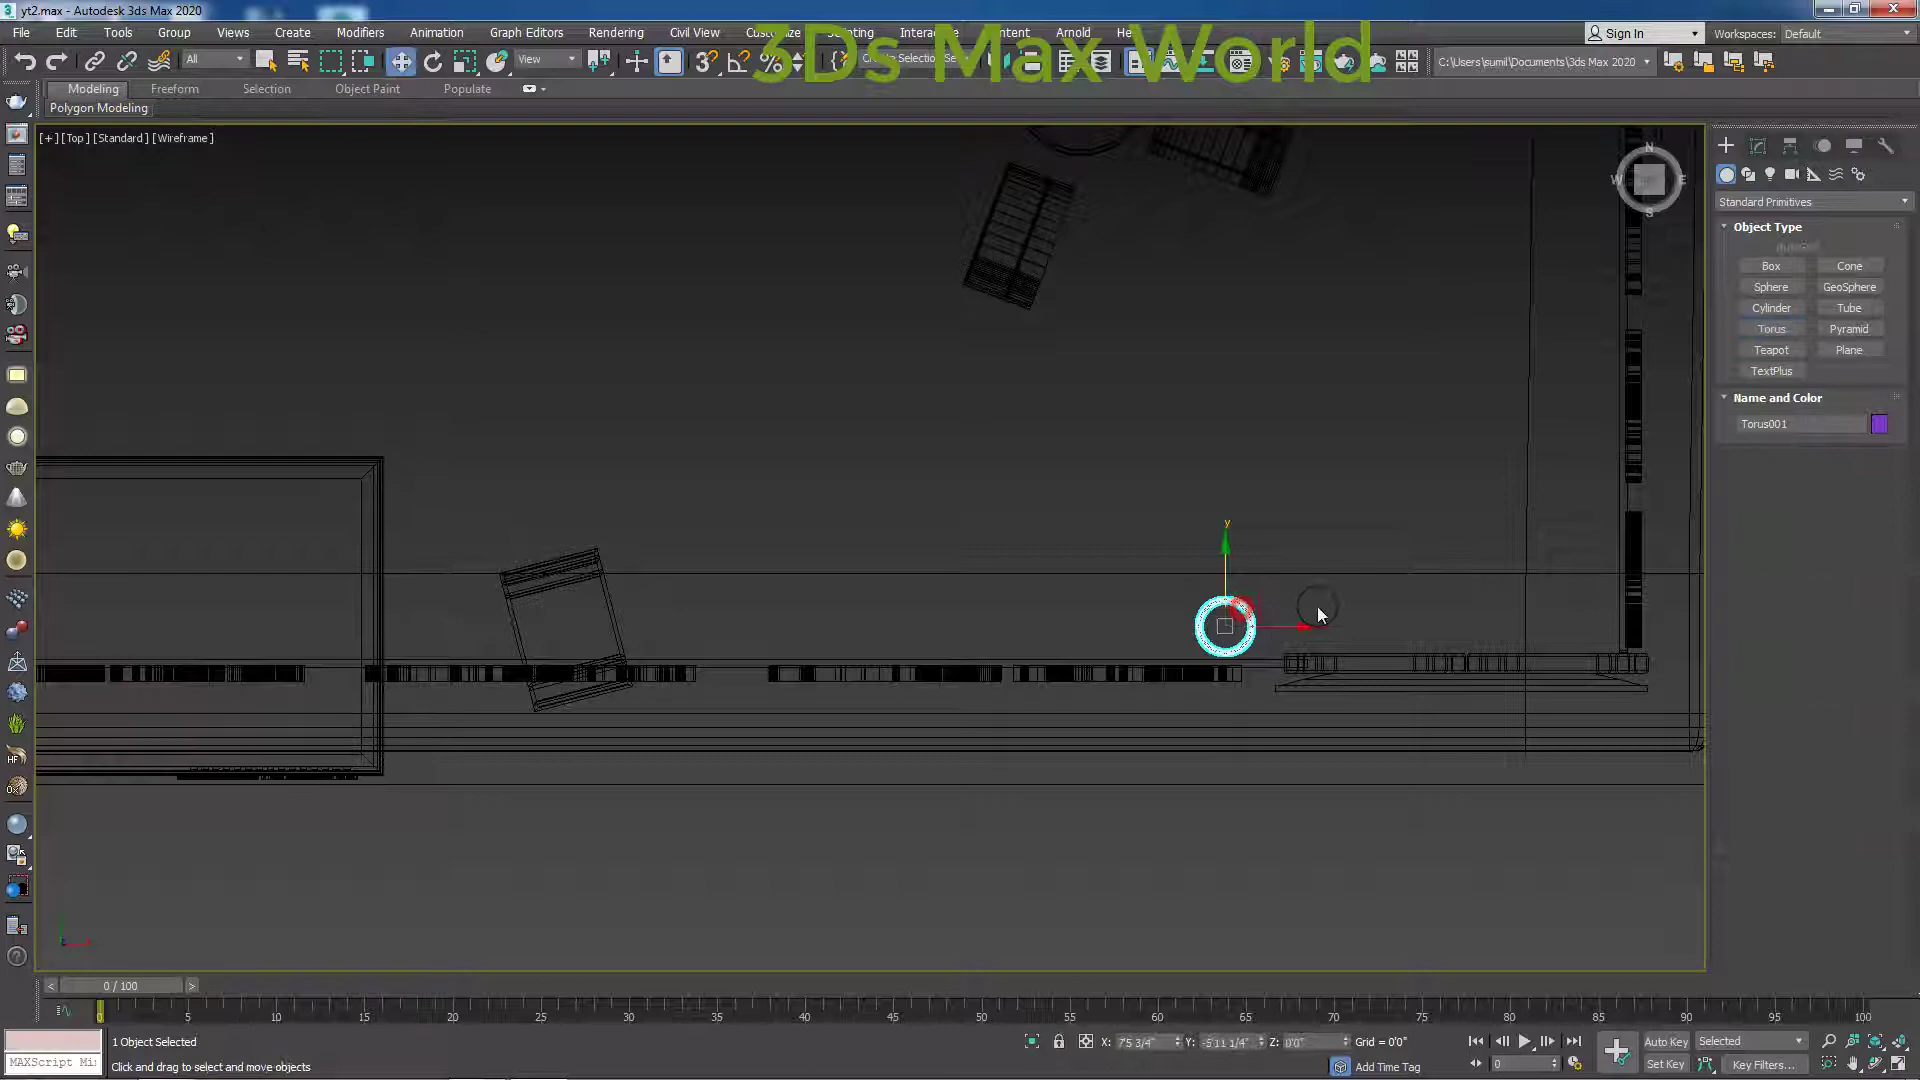 yt2.max - Autodesk 3ds Max 2020
File Edit Tools Group Views Create Modifiers Animation Graph Editors Rendering Civil View Customize Scripting Content Arnold
Sign In Workspaces: Default
3Ds Max World
All View Create Selection Se
C:\Users\sumil\Documents\3ds Max 2020
Modeling Freeform Selection Object Paint Populate
Polygon Modeling
[+] [Top] [Standard] [Wireframe]
N
W E
S
Standard Primitives
Object Type
Box Cone
Sphere GeoSphere
Cylinder Tube
Torus Pyramid
Teapot Plane
TextPlus
Name and Color
Torus001
y
HF
0 / 100
0 5 10 15 20 25 30 35 40 45 50 55 60 65 70 75 80 85 90 95 100
1 Object Selected
X: 7'5 3/4" Y: -5'11 1/4" Z: 0'0" Grid = 0'0"
Auto Key Selected
MAXScript Mi
Click and drag to select and move objects
Add Time Tag
0
Set Key Key Filters...